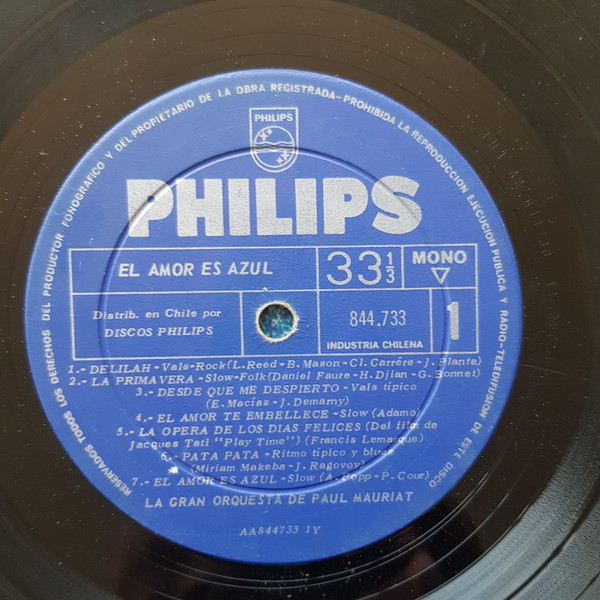 RESERVADOS TODOS LOS DERECHOS DEL PRODUCTOR FONOGRAFICO Y DEL PROPIETARIO DE LA OBRA REGISTRADA-PROHIBIDA LA REPRODUCCION EJECUCION PUBLICA Y RADIO-TELEDIFUSION DE ESTE DISCO
PHILIPS
PHILIPS
EL AMOR ES AZUL
33 1/3
MONO
Distrib. en Chile por
DISCOS PHILIPS
844.733
INDUSTRIA CHILENA
1
1.- DELILAH - Vals-Rock(L. Reed - B. Mason - Cl. Carrére - J. Plante)
2.- LA PRIMAVERA - Slow-Folk(Daniel Faure - H. Djian - G. Bonnet)
3.- DESDE QUE ME DESPIERTO - Vals típico
(E. Macías - J. Demarny)
4.- EL AMOR TE EMBELLECE - Slow (Adamo)
5.- LA OPERA DE LOS DIAS FELICES (Del film de
Jacques Tati "Play Time") (Francis Lemarque)
6.- PATA PATA - Ritmo típico y blues
(Miriam Makeba - J. Ragovoy)
7.- EL AMOR ES AZUL - Slow (A. Popp - P. Cour)
LA GRAN ORQUESTA DE PAUL MAURIAT
AA844733 1Y